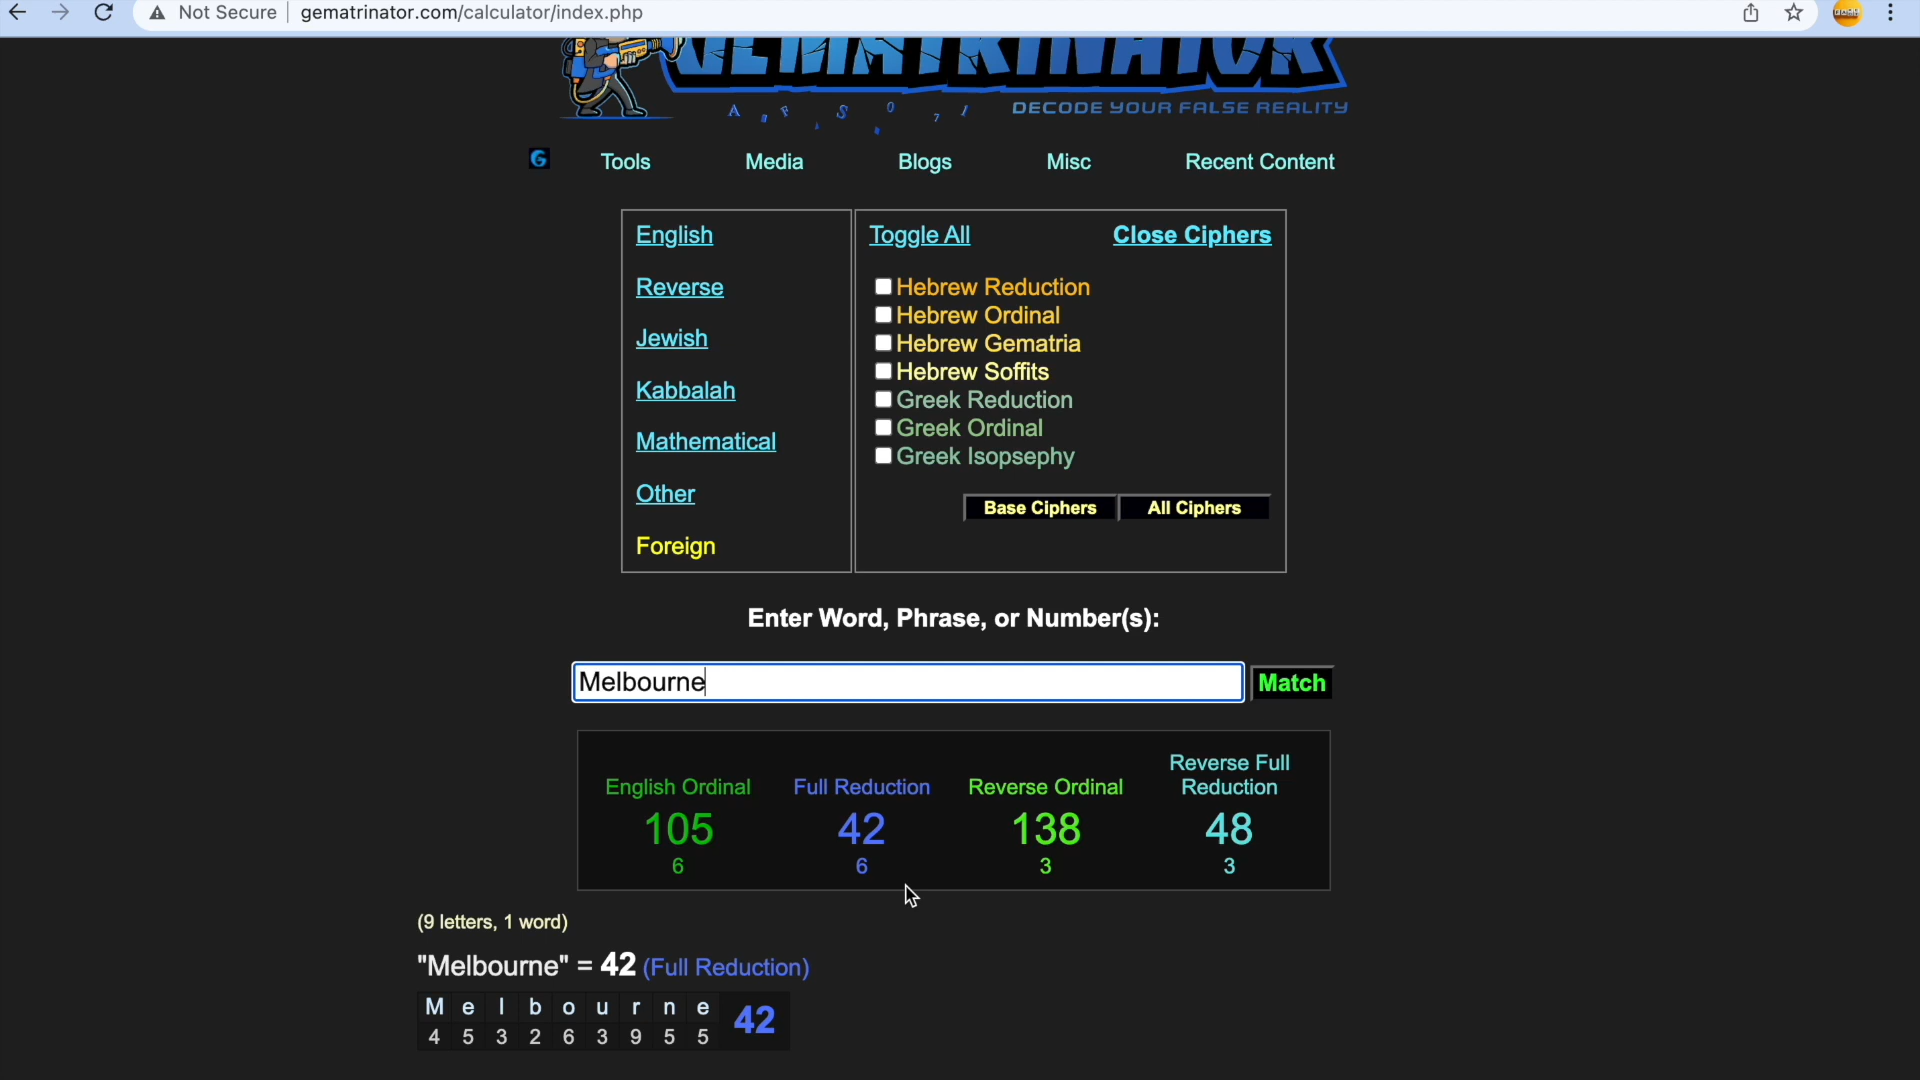 Not Secure gematrinator.com/calculator/index.php
GEMATRINATOR
DECODE YOUR FALSE REALITY
G Tools Media Blogs Misc Recent Content
English
Reverse
Jewish
Kabbalah
Mathematical
Other
Foreign
Toggle All Close Ciphers
Hebrew Reduction
Hebrew Ordinal
Hebrew Gematria
Hebrew Soffits
Greek Reduction
Greek Ordinal
Greek Isopsephy
Base Ciphers All Ciphers
Enter Word, Phrase, or Number(s):
Melbourne Match
English Ordinal Full Reduction Reverse Ordinal Reverse Full Reduction
105 42 138 48
6 6 3 3
(9 letters, 1 word)
"Melbourne" = 42 (Full Reduction)
M e l b o u r n e 42
4 5 3 2 6 3 9 5 5